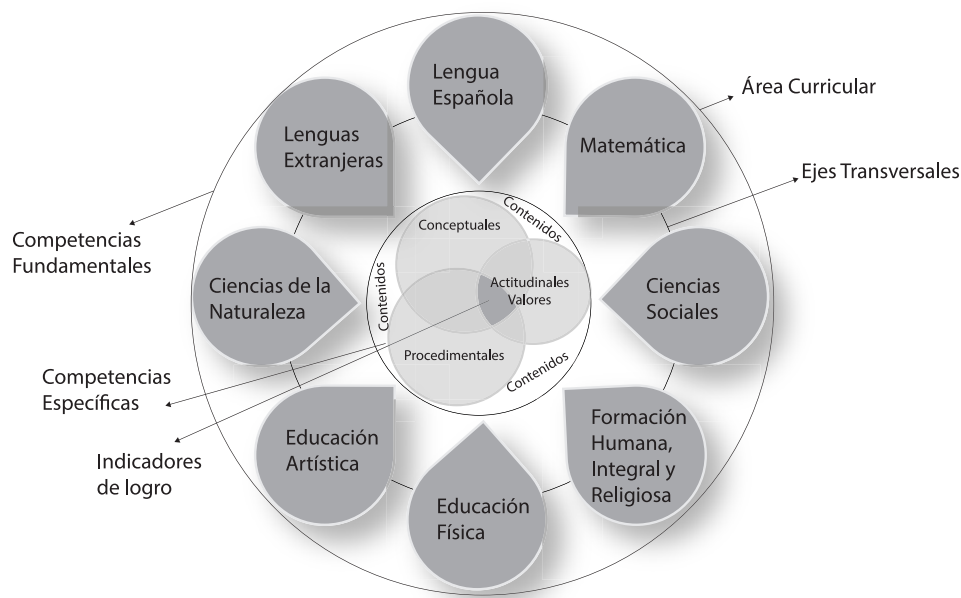 Lengua
Española
Área Curricular
Lenguas
Extranjeras
Matemática
Ejes Transversales
Competencias
Fundamentales
Contenidos
Conceptuales
Contenidos
Actitudinales
Valores
Ciencias de la
Naturaleza
Ciencias
Sociales
Procedimentales
Contenidos
Competencias
Específicas
Educación
Artística
Formación
Humana,
Integral y
Religiosa
Indicadores
de logro
Educación
Física